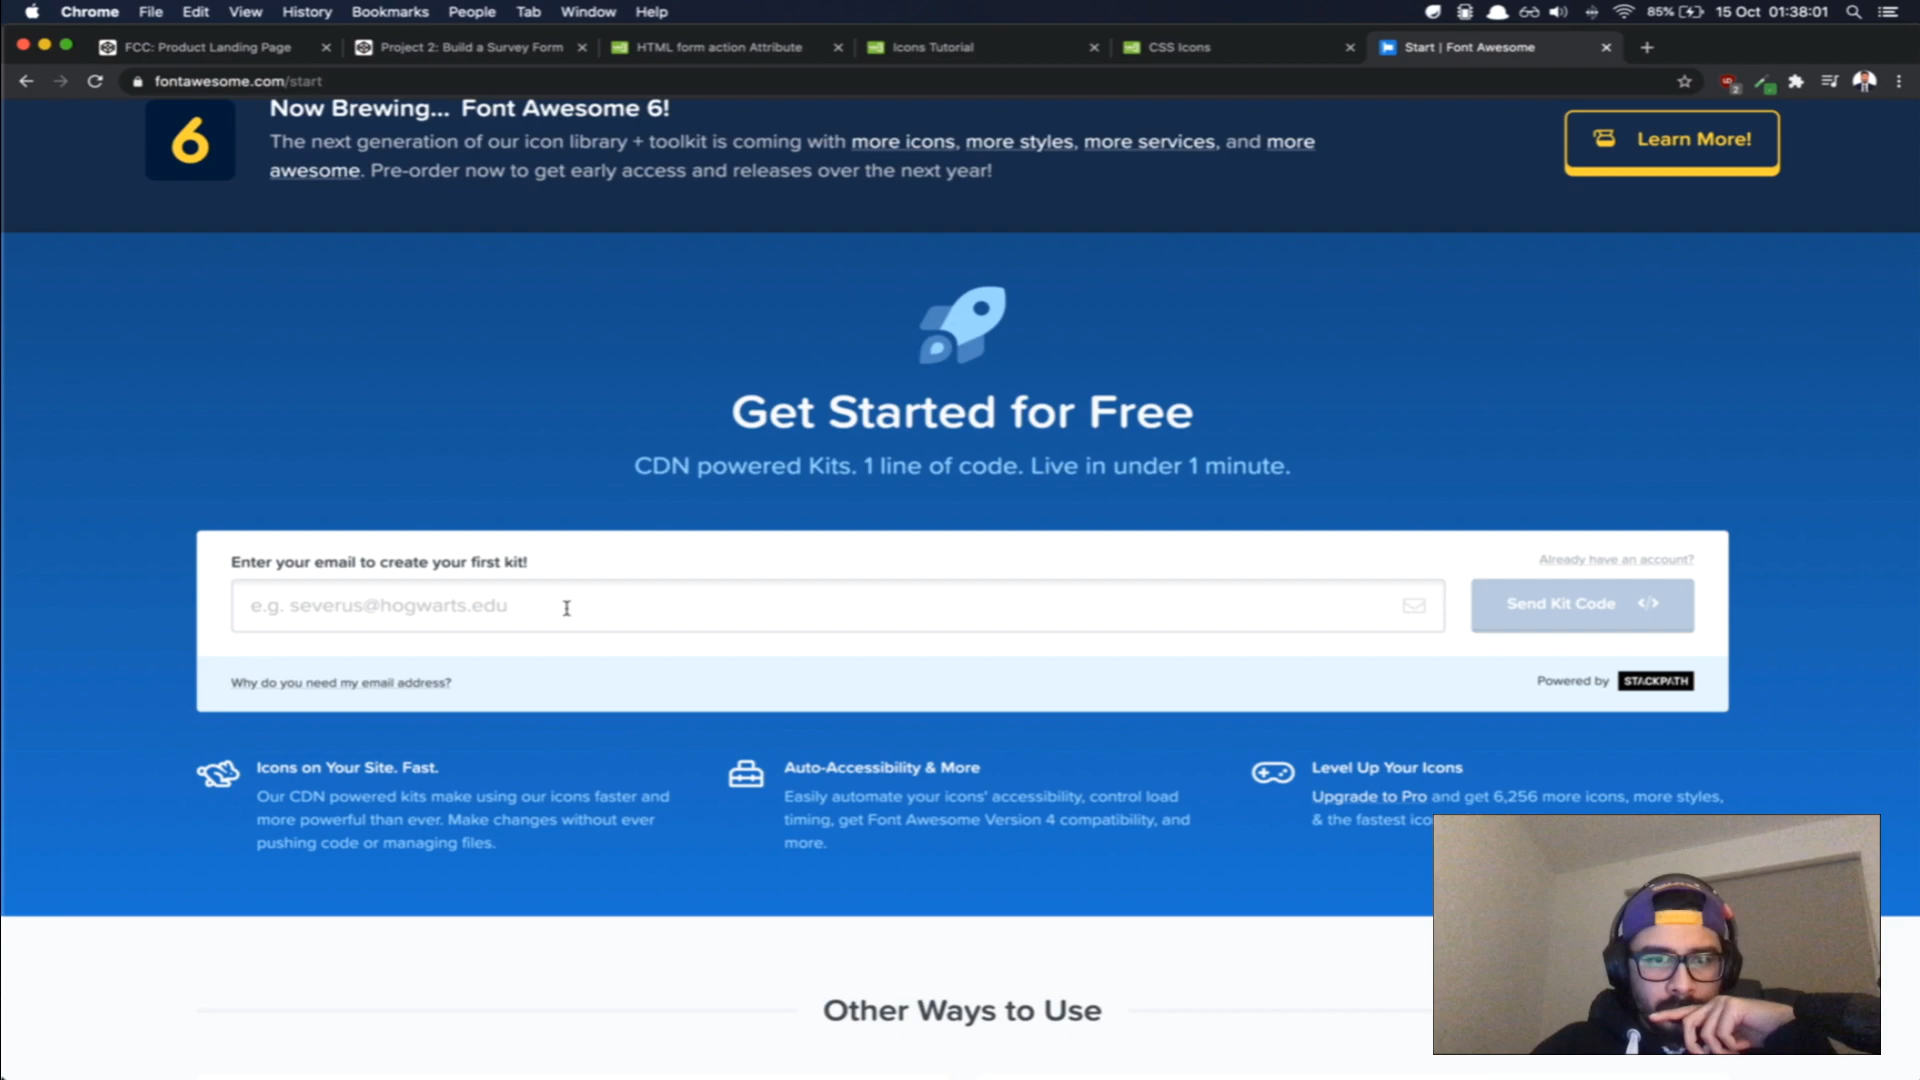 Chrome File Edit View History Bookmarks People Tab Window Help 85% 15 Oct 01:38:01
FCC: Product Landing Page Project 2: Build a Survey Form HTML form action Attribute Icons Tutorial CSS Icons Start | Font Awesome
fontawesome.com/start
6
Now Brewing... Font Awesome 6!
The next generation of our icon library + toolkit is coming with more icons, more styles, more services, and more
awesome. Pre-order now to get early access and releases over the next year!
Learn More!
Get Started for Free
CDN powered Kits. 1 line of code. Live in under 1 minute.
Enter your email to create your first kit!
Already have an account?
e.g. severus@hogwarts.edu
Send Kit Code </>
Why do you need my email address?
Powered by STACKPATH
Icons on Your Site. Fast.
Our CDN powered kits make using our icons faster and
more powerful than ever. Make changes without ever
pushing code or managing files.
Auto-Accessibility & More
Easily automate your icons' accessibility, control load
timing, get Font Awesome Version 4 compatibility, and
more.
Level Up Your Icons
Upgrade to Pro and get 6,256 more icons, more styles,
& the fastest
Other Ways to Use